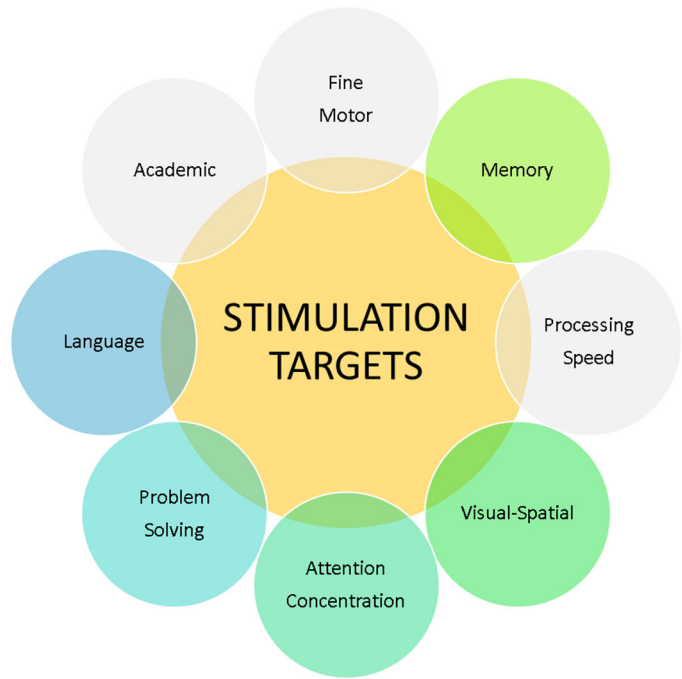 Fine
Motor
Academic
Memory
STIMULATION
TARGETS
Language
Processing
Speed
Problem
Solving
Visual-Spatial
Attention
Concentration